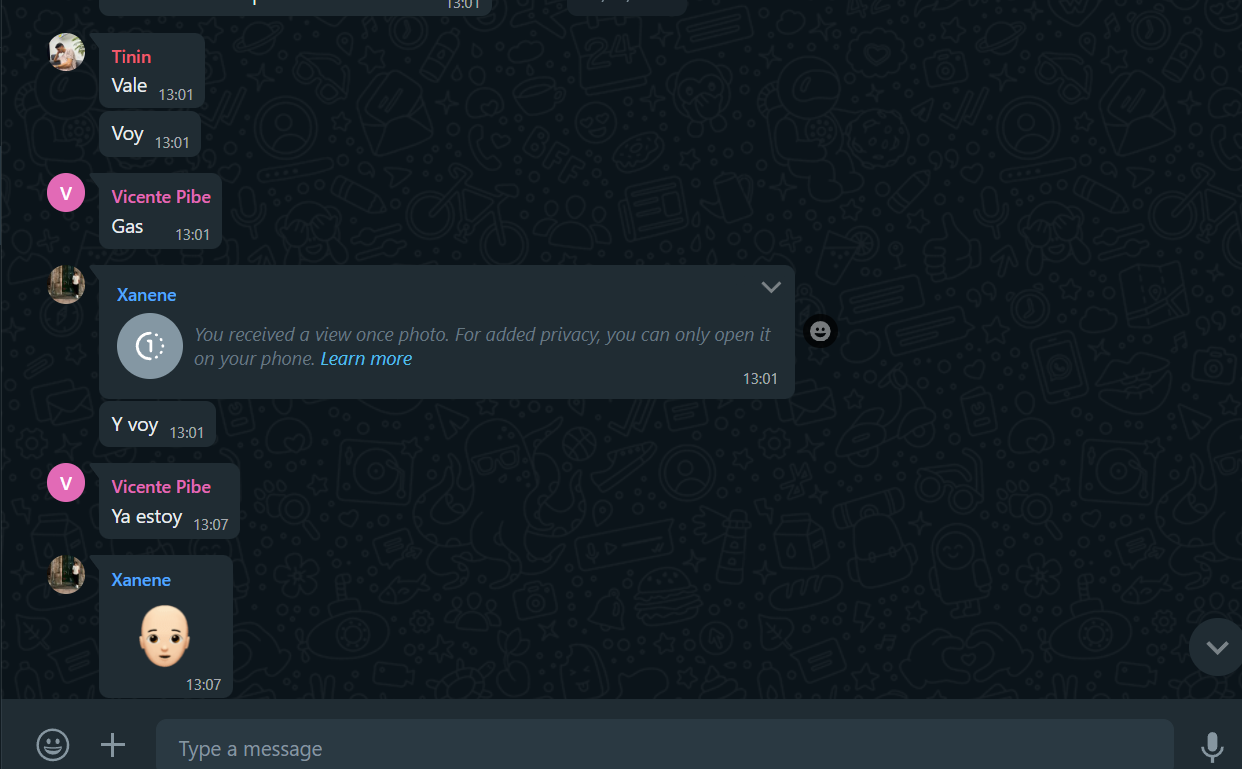 13:01
Tinin
Vale 13:01
Voy 13:01
V
Vicente Pibe
Gas 13:01
Xanene
1
You received a view once photo. For added privacy, you can only open it
on your phone. Learn more
13:01
Y voy 13:01
V
Vicente Pibe
Ya estoy 13:07
Xanene
13:07
Type a message